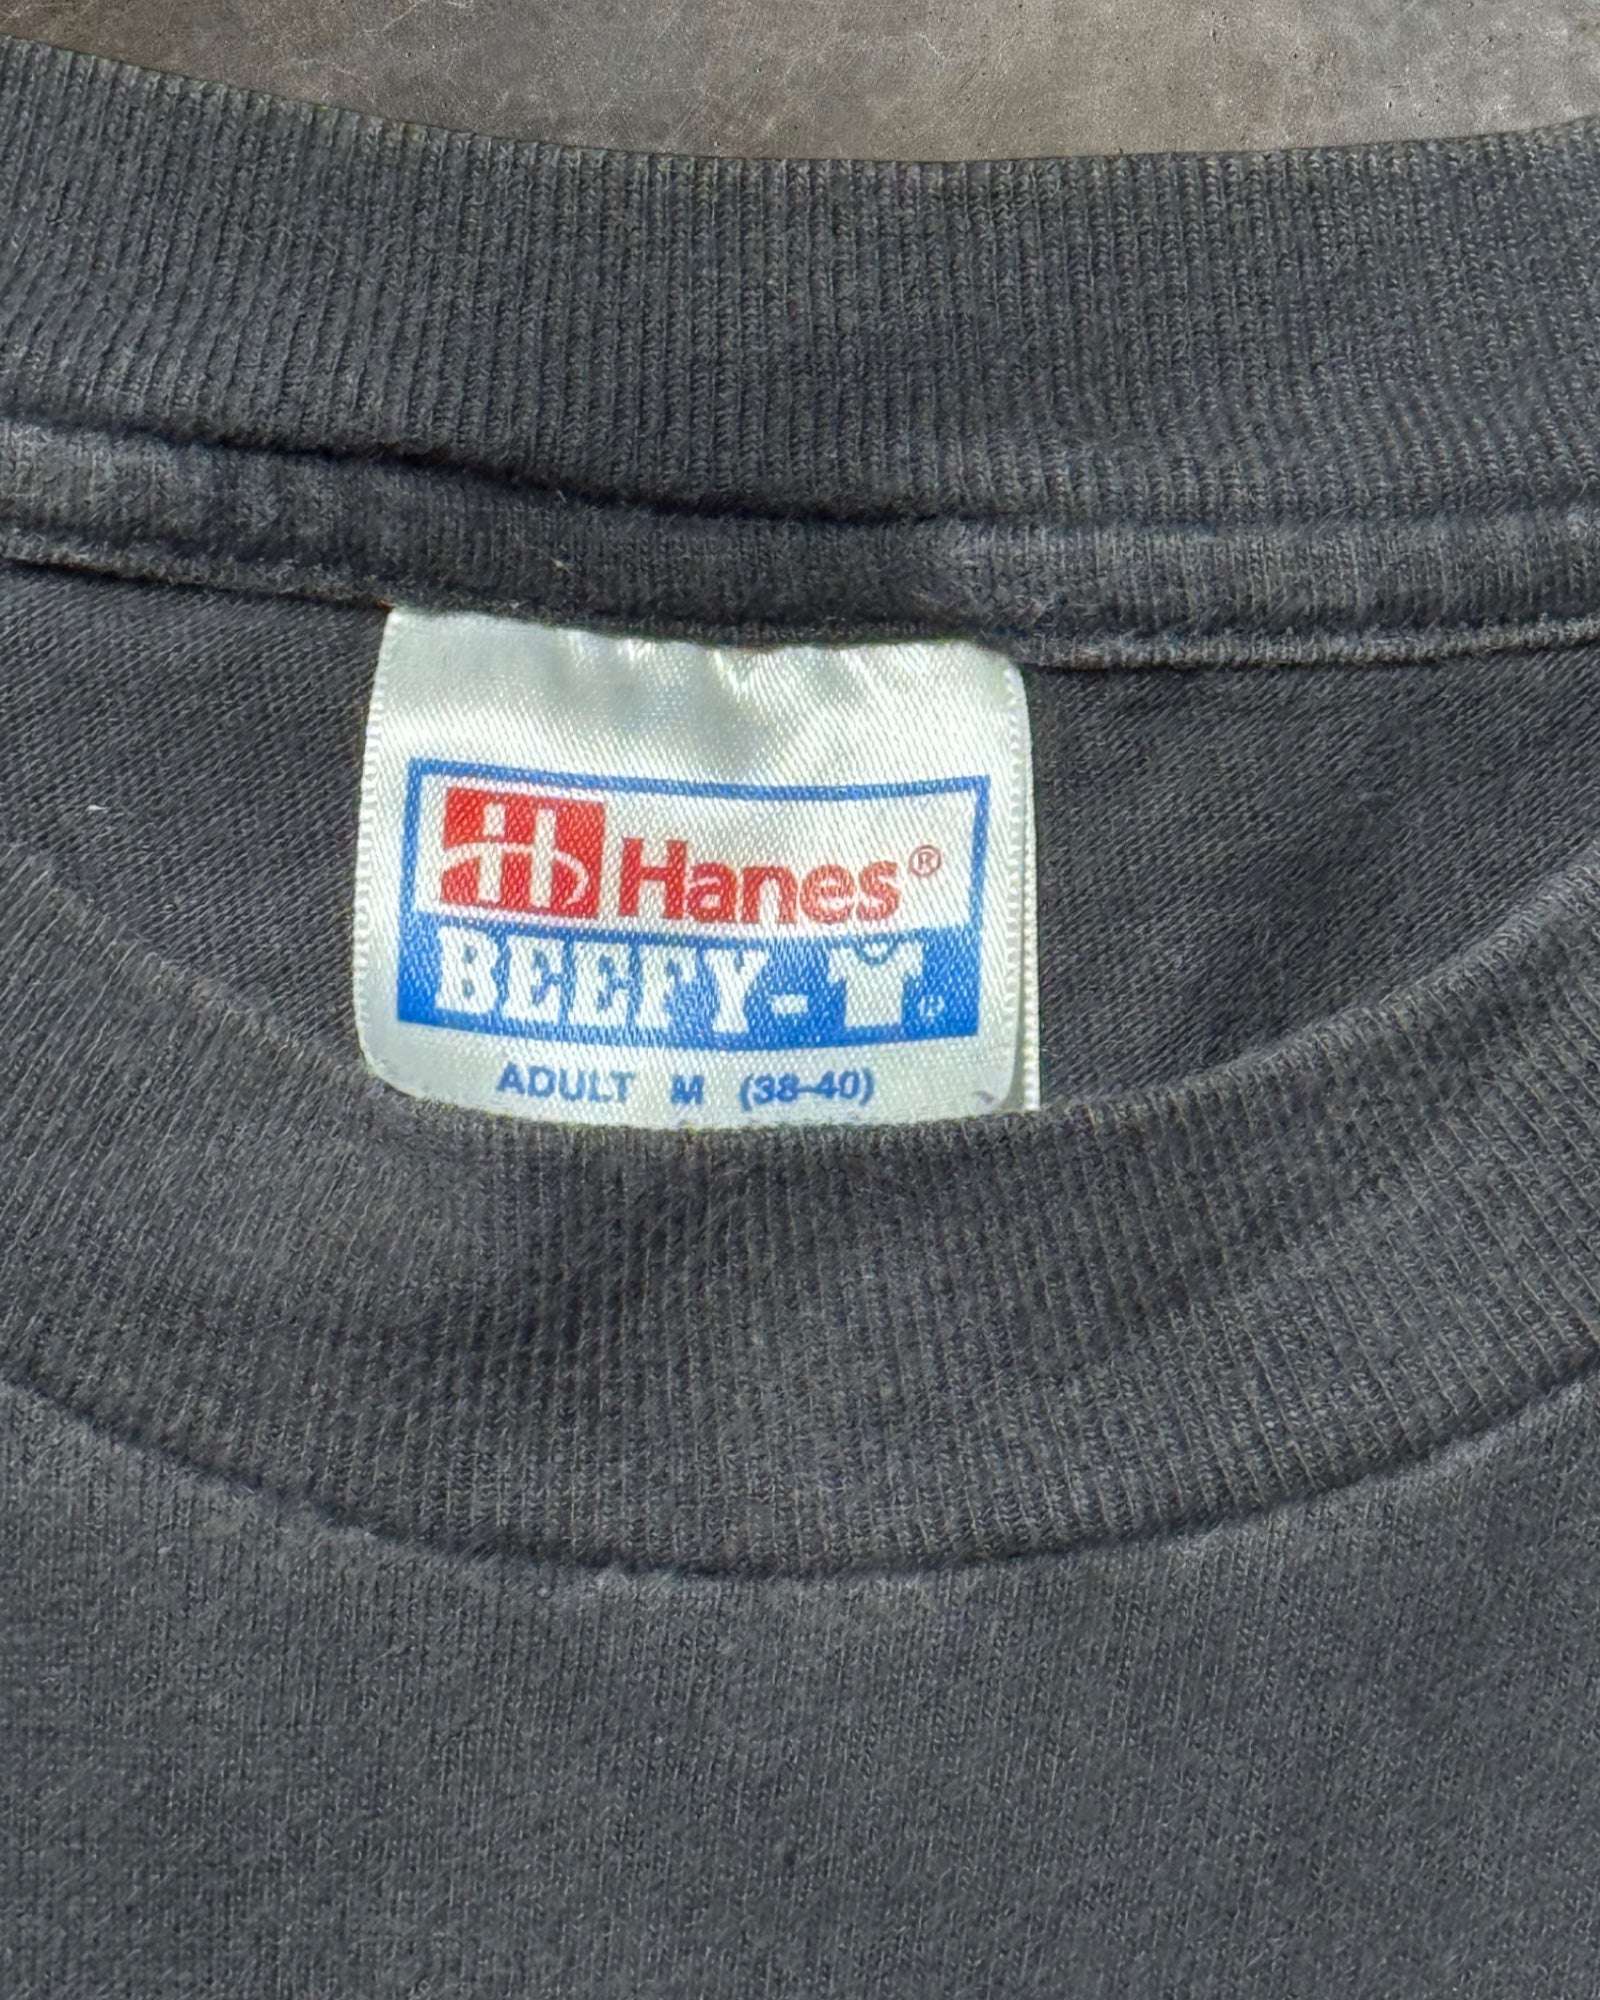 Hanes®
BEEFY-T®
ADULT M (38-40)